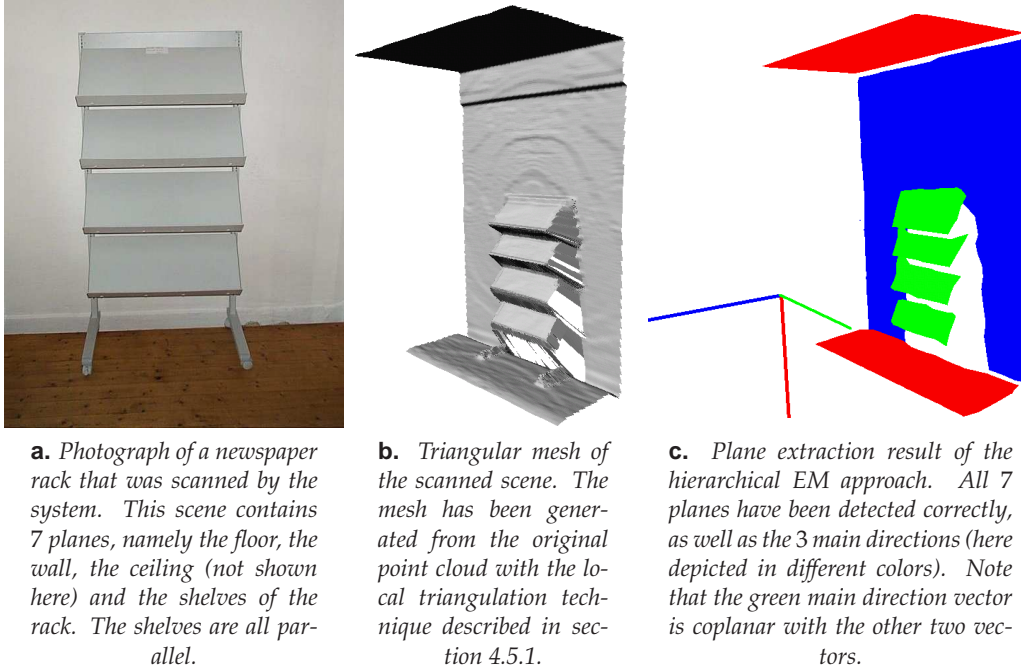 a. Photograph of a newspaper
rack that was scanned by the
system. This scene contains
7 planes, namely the floor, the
wall, the ceiling (not shown
here) and the shelves of the
rack. The shelves are all par-
allel.
b. Triangular mesh of
the scanned scene. The
mesh has been gener-
ated from the original
point cloud with the lo-
cal triangulation tech-
nique described in sec-
tion 4.5.1.
c. Plane extraction result of the
hierarchical EM approach. All 7
planes have been detected correctly,
as well as the 3 main directions (here
depicted in different colors). Note
that the green main direction vector
is coplanar with the other two vec-
tors.